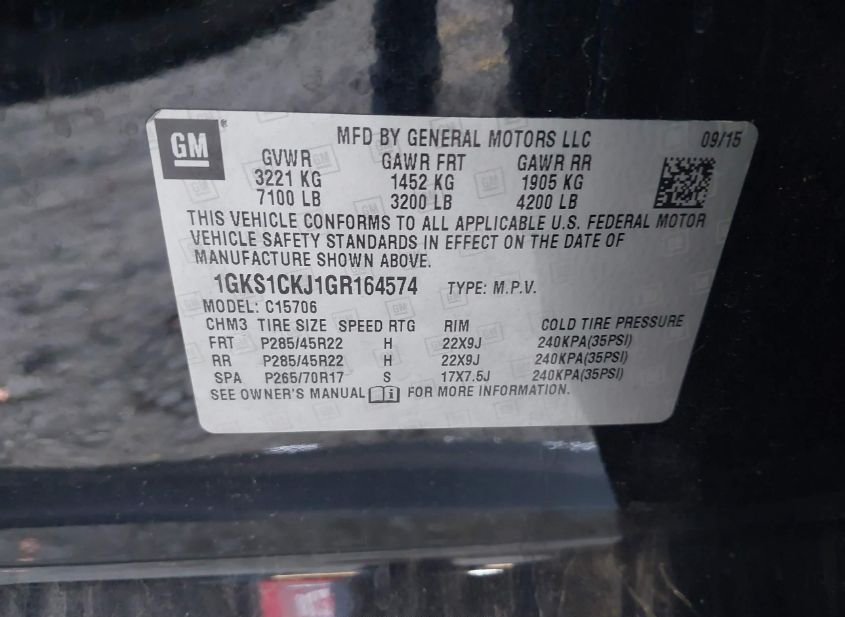 GM®
MFD BY GENERAL MOTORS LLC 09/15
GVWR GAWR FRT GAWR RR
3221 KG 1452 KG 1905 KG
7100 LB 3200 LB 4200 LB
THIS VEHICLE CONFORMS TO ALL APPLICABLE U.S. FEDERAL MOTOR
VEHICLE SAFETY STANDARDS IN EFFECT ON THE DATE OF
MANUFACTURE SHOWN ABOVE.
1GKS1CKJ1GR164574 TYPE: M.P.V.
MODEL: C15706
CHM3 TIRE SIZE SPEED RTG RIM COLD TIRE PRESSURE
FRT P285/45R22 H 22X9J 240KPA(35PSI)
RR P285/45R22 H 22X9J 240KPA(35PSI)
SPA P265/70R17 S 17X7.5J 240KPA(35PSI)
SEE OWNER'S MANUAL FOR MORE INFORMATION.